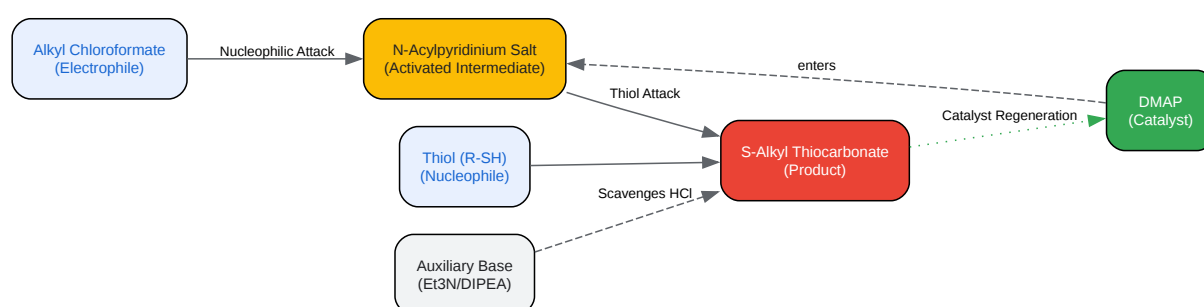 Alkyl Chloroformate
(Electrophile)
Nucleophilic Attack
N-Acylpyridinium Salt
(Activated Intermediate)
enters
DMAP
(Catalyst)
Thiol Attack
Catalyst Regeneration
Thiol (R-SH)
(Nucleophile)
S-Alkyl Thiocarbonate
(Product)
Scavenges HCl
Auxiliary Base
(Et3N/DIPEA)